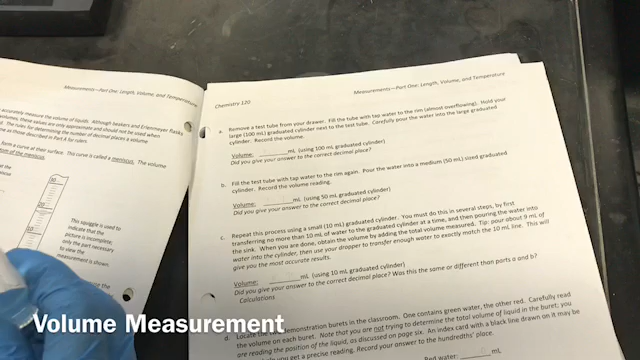 Measurements—Part One: Length, Volume, and Temperature
accurately measure the volume of liquids. Although beakers and Erlenmeyer flasks
volumes, these values are only approximate and should not be used when
The rules for determining the number of decimal places a volume
same as those described in Part A for rulers
form a curve at their surface. This curve is called a meniscus. The volume
of the meniscus.
30
20
10
This squiggle is used to
indicate that the
picture is incomplete;
only the part necessary
to view the
measurement is shown.
Chemistry 120
Measurements—Part One: Length, Volume, and Temperature
a. Remove a test tube from your drawer. Fill the tube with tap water to the rim (almost overflowing). Hold your
large (100 mL) graduated cylinder next to the test tube. Carefully pour the water into the large graduated
cylinder. Record the volume.
Volume: ________mL (using 100 mL graduated cylinder)
Did you give your answer to the correct decimal place?
b. Fill the test tube with tap water to the rim again. Pour the water into a medium (50 mL) sized graduated
cylinder. Record the volume reading.
Volume: ________mL (using 50 mL graduated cylinder)
Did you give your answer to the correct decimal place?
c. Repeat this process using a small (10 mL) graduated cylinder. You must do this in several steps, by first
transferring no more than 10 mL of water to the graduated cylinder at a time, and then pouring the water into
the sink. When you are done, obtain the volume by adding the total volume measured. Tip: pour about 9 mL of
water into the cylinder, then use your dropper to transfer enough water to exactly match the 10 mL line. This will
give you the most accurate results.
Volume: ________mL (using 10 mL graduated cylinder)
Did you give your answer to the correct decimal place? Was this the same or different than parts a and b?
Calculations
d. Locate the two demonstration burets in the classroom. One contains green water, the other red. Carefully read
the volume on each buret. Note that you are not trying to determine the total volume of liquid in the buret; you
are reading the position of the liquid, as discussed on page six. An index card with a black line drawn on it may be
you get a precise reading. Record your answer to the hundredths place.
Red water: ________ mL
Volume Measurement